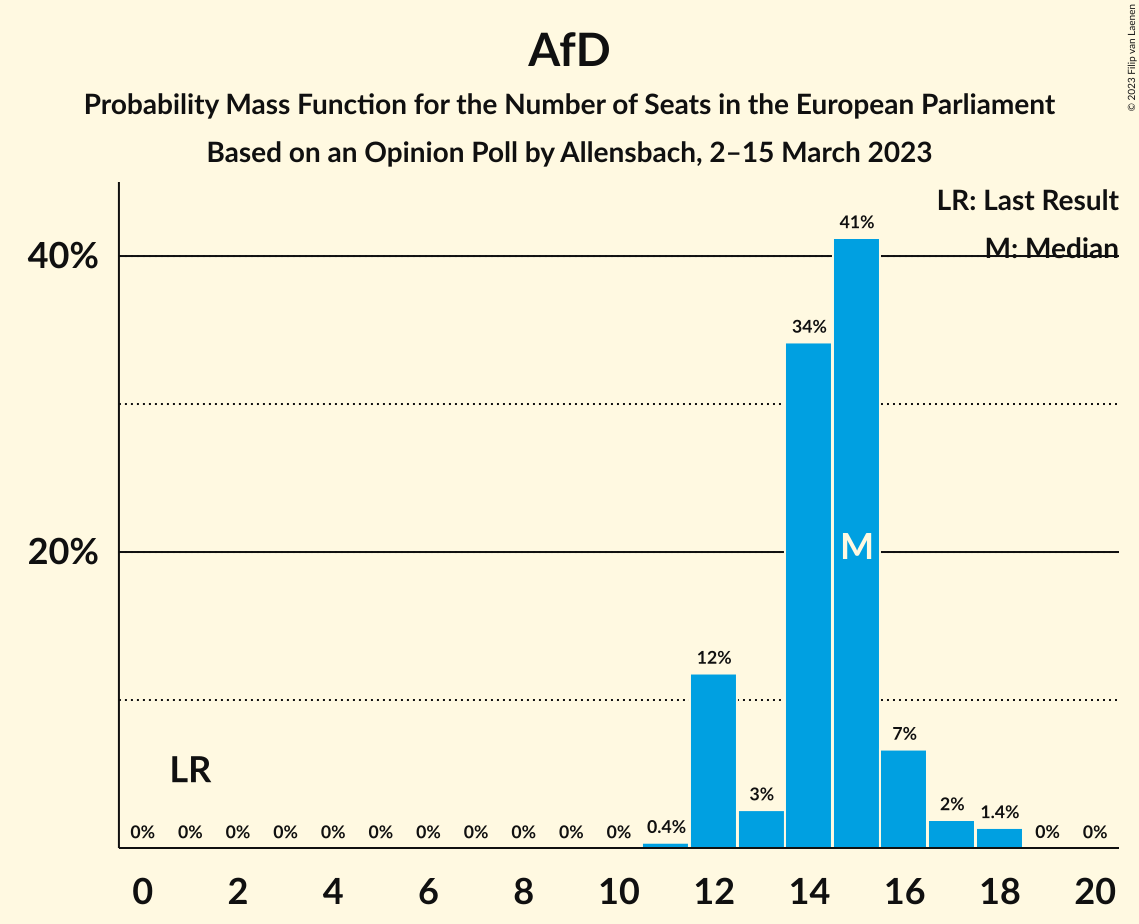 AfD
Probability Mass Function for the Number of Seats in the European Parliament
Based on an Opinion Poll by Allensbach, 2–15 March 2023
© 2023 Filip van Laenen
LR: Last Result
M: Median
40%
20%
41%
34%
M
12%
7%
LR
3%
2%
1.4%
0% 0% 0% 0% 0% 0% 0% 0% 0% 0% 0% 0.4% 0% 0%
0 2 4 6 8 10 12 14 16 18 20